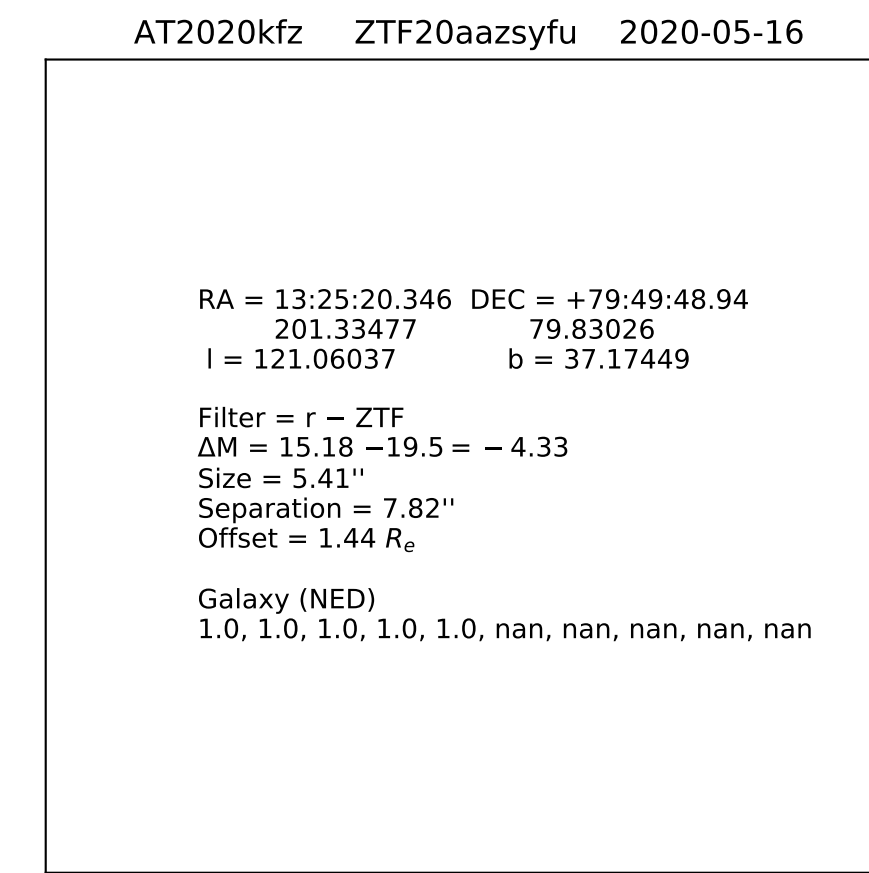 AT2020kfz ZTF20aazsyfu 2020-05-16
RA = 13:25:20.346 DEC = +79:49:48.94
201.33477 79.83026
l = 121.06037 b = 37.17449
Filter = r − ZTF
ΔM = 15.18 −19.5 = − 4.33
Size = 5.41''
Separation = 7.82''
Offset = 1.44 Re
Galaxy (NED)
1.0, 1.0, 1.0, 1.0, 1.0, nan, nan, nan, nan, nan